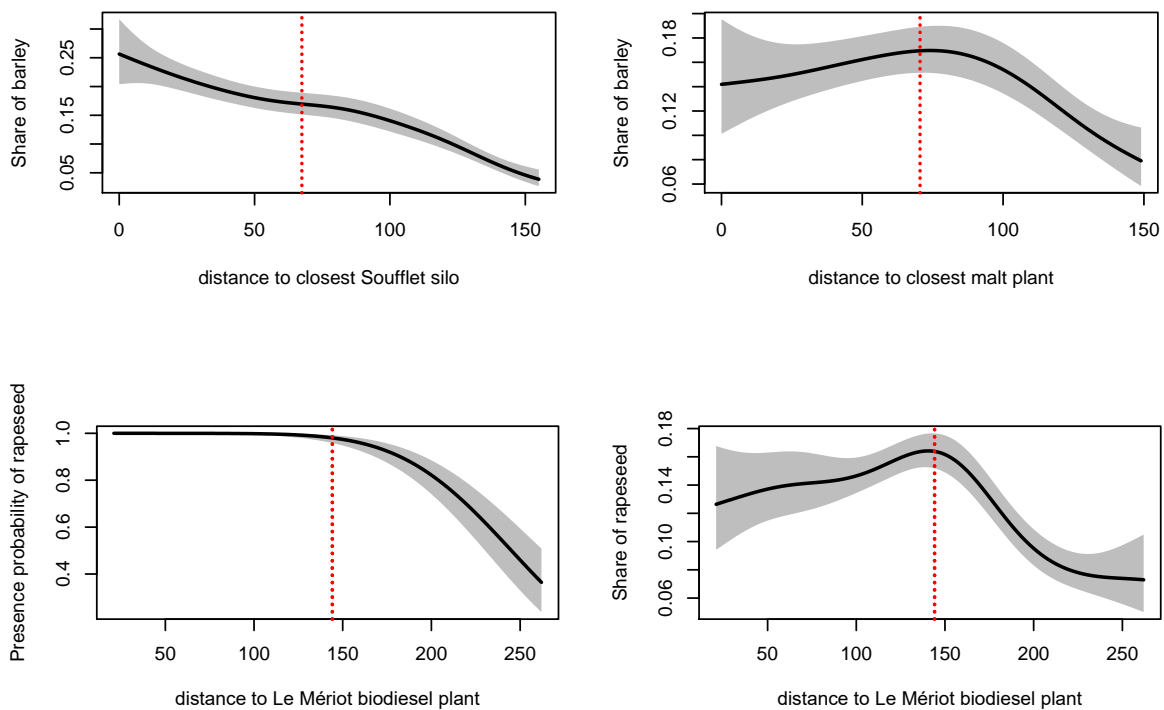 Share of barley
0.25
0.15
0.05
0 50 100 150
distance to closest Soufflet silo
Share of barley
0.18
0.12
0.06
0 50 100 150
distance to closest malt plant
Presence probability of rapeseed
1.0
0.8
0.6
0.4
50 100 150 200 250
distance to Le Mériot biodiesel plant
Share of rapeseed
0.18
0.14
0.10
0.06
50 100 150 200 250
distance to Le Mériot biodiesel plant